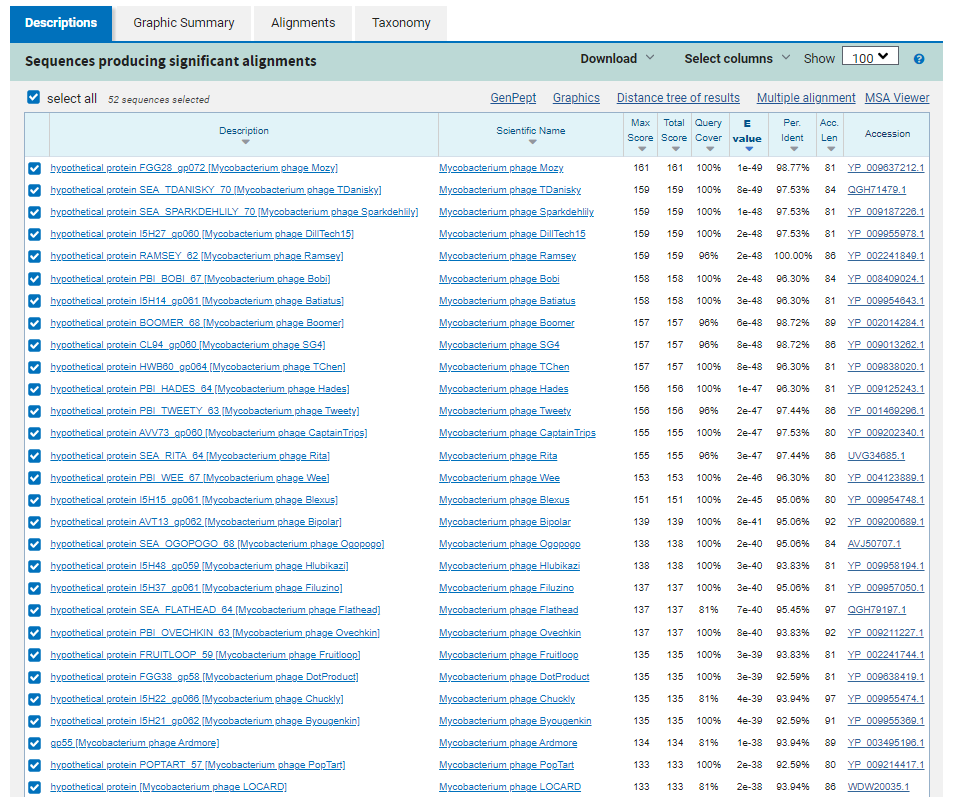 Descriptions Graphic Summary Alignments Taxonomy
Sequences producing significant alignments Download Select columns Show 100 ?
select all 52 sequences selected GenPept Graphics Distance tree of results Multiple alignment MSA Viewer
Description Scientific Name Max Score Total Score Query Cover E value Per. Ident Acc. Len Accession
hypothetical protein FGG28_gp072 [Mycobacterium phage Mozy] Mycobacterium phage Mozy 161 161 100% 1e-49 98.77% 81 YP_009637212.1
hypothetical protein SEA_TDANISKY_70 [Mycobacterium phage TDanisky] Mycobacterium phage TDanisky 159 159 100% 8e-49 97.53% 84 QGH71479.1
hypothetical protein SEA_SPARKDEHLILY_70 [Mycobacterium phage Sparkdehlily] Mycobacterium phage Sparkdehlily 159 159 100% 1e-48 97.53% 81 YP_009187226.1
hypothetical protein I5H27_gp060 [Mycobacterium phage DillTech15] Mycobacterium phage DillTech15 159 159 100% 2e-48 97.53% 81 YP_009955978.1
hypothetical protein RAMSEY_62 [Mycobacterium phage Ramsey] Mycobacterium phage Ramsey 159 159 96% 2e-48 100.00% 86 YP_002241849.1
hypothetical protein PBI_BOBI_67 [Mycobacterium phage Bobi] Mycobacterium phage Bobi 158 158 100% 2e-48 96.30% 84 YP_008409024.1
hypothetical protein I5H14_gp061 [Mycobacterium phage Batiatus] Mycobacterium phage Batiatus 158 158 100% 3e-48 96.30% 81 YP_009954643.1
hypothetical protein BOOMER_68 [Mycobacterium phage Boomer] Mycobacterium phage Boomer 157 157 96% 6e-48 98.72% 89 YP_002014284.1
hypothetical protein CL94_gp060 [Mycobacterium phage SG4] Mycobacterium phage SG4 157 157 96% 8e-48 98.72% 86 YP_009013262.1
hypothetical protein HWB60_gp064 [Mycobacterium phage TChen] Mycobacterium phage TChen 157 157 100% 8e-48 96.30% 81 YP_009838020.1
hypothetical protein PBI_HADES_64 [Mycobacterium phage Hades] Mycobacterium phage Hades 156 156 100% 1e-47 96.30% 81 YP_009125243.1
hypothetical protein PBI_TWEETY_63 [Mycobacterium phage Tweety] Mycobacterium phage Tweety 156 156 96% 2e-47 97.44% 86 YP_001469296.1
hypothetical protein AVV73_gp060 [Mycobacterium phage CaptainTrips] Mycobacterium phage CaptainTrips 155 155 100% 2e-47 97.53% 80 YP_009202340.1
hypothetical protein SEA_RITA_64 [Mycobacterium phage Rita] Mycobacterium phage Rita 155 155 96% 3e-47 97.44% 86 UVG34685.1
hypothetical protein PBI_WEE_67 [Mycobacterium phage Wee] Mycobacterium phage Wee 153 153 100% 2e-46 96.30% 80 YP_004123889.1
hypothetical protein I5H15_gp061 [Mycobacterium phage Blexus] Mycobacterium phage Blexus 151 151 100% 2e-45 95.06% 80 YP_009954748.1
hypothetical protein AVT13_gp062 [Mycobacterium phage Bipolar] Mycobacterium phage Bipolar 139 139 100% 8e-41 95.06% 92 YP_009200689.1
hypothetical protein SEA_OGOPOGO_68 [Mycobacterium phage Ogopogo] Mycobacterium phage Ogopogo 138 138 100% 2e-40 95.06% 84 AVJ50707.1
hypothetical protein I5H48_gp059 [Mycobacterium phage Hlubikazi] Mycobacterium phage Hlubikazi 138 138 100% 3e-40 93.83% 81 YP_009958194.1
hypothetical protein I5H37_gp061 [Mycobacterium phage Filuzino] Mycobacterium phage Filuzino 137 137 100% 3e-40 95.06% 81 YP_009957050.1
hypothetical protein SEA_FLATHEAD_64 [Mycobacterium phage Flathead] Mycobacterium phage Flathead 137 137 81% 7e-40 95.45% 97 QGH79197.1
hypothetical protein PBI_OVECHKIN_63 [Mycobacterium phage Ovechkin] Mycobacterium phage Ovechkin 137 137 100% 8e-40 93.83% 92 YP_009211227.1
hypothetical protein FRUITLOOP_59 [Mycobacterium phage Fruitloop] Mycobacterium phage Fruitloop 135 135 100% 3e-39 93.83% 81 YP_002241744.1
hypothetical protein FGG38_gp58 [Mycobacterium phage DotProduct] Mycobacterium phage DotProduct 135 135 100% 3e-39 92.59% 81 YP_009638419.1
hypothetical protein I5H22_gp066 [Mycobacterium phage Chuckly] Mycobacterium phage Chuckly 135 135 81% 4e-39 93.94% 97 YP_009955474.1
hypothetical protein I5H21_gp062 [Mycobacterium phage Byougenkin] Mycobacterium phage Byougenkin 135 135 100% 4e-39 92.59% 91 YP_009955369.1
gp55 [Mycobacterium phage Ardmore] Mycobacterium phage Ardmore 134 134 81% 1e-38 93.94% 89 YP_003495196.1
hypothetical protein POPTART_57 [Mycobacterium phage PopTart] Mycobacterium phage PopTart 133 133 100% 2e-38 92.59% 80 YP_009214417.1
hypothetical protein [Mycobacterium phage LOCARD] Mycobacterium phage LOCARD 133 133 81% 2e-38 93.94% 86 WDW20035.1